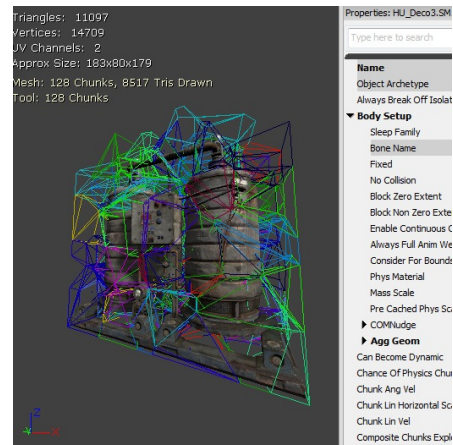 Triangles: 11097
Vertices: 14709
UV Channels: 2
Approx Size: 183x80x179
Mesh: 128 Chunks, 8517 Tris Drawn
Tool: 128 Chunks
Z
X
Properties: HU_Deco3.SM
Type here to search
Name
Object Archetype
Always Break Off Isolat
Body Setup
Sleep Family
Bone Name
Fixed
No Collision
Block Zero Extent
Block Non Zero Exte
Enable Continuous C
Always Full Anim We
Consider For Bounds
Phys Material
Mass Scale
Pre Cached Phys Sca
COMNudge
Agg Geom
Can Become Dynamic
Chance Of Physics Chun
Chunk Ang Vel
Chunk Lin Horizontal Sca
Chunk Lin Vel
Composite Chunks Explo